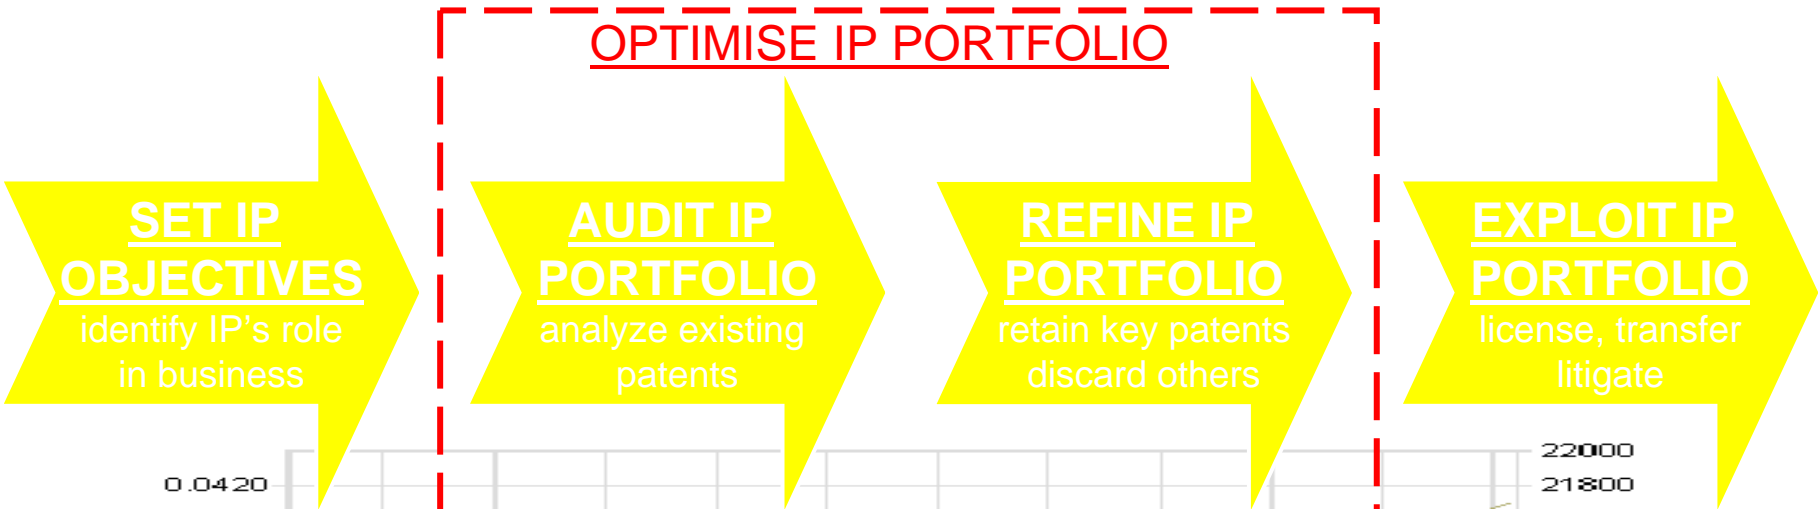 OPTIMISE IP PORTFOLIO
SET IP
OBJECTIVES
identify IP’s role
in business
AUDIT IP
PORTFOLIO
analyze existing
patents
REFINE IP
PORTFOLIO
retain key patents
discard others
EXPLOIT IP
PORTFOLIO
license, transfer
litigate
22000
0.0420
21800